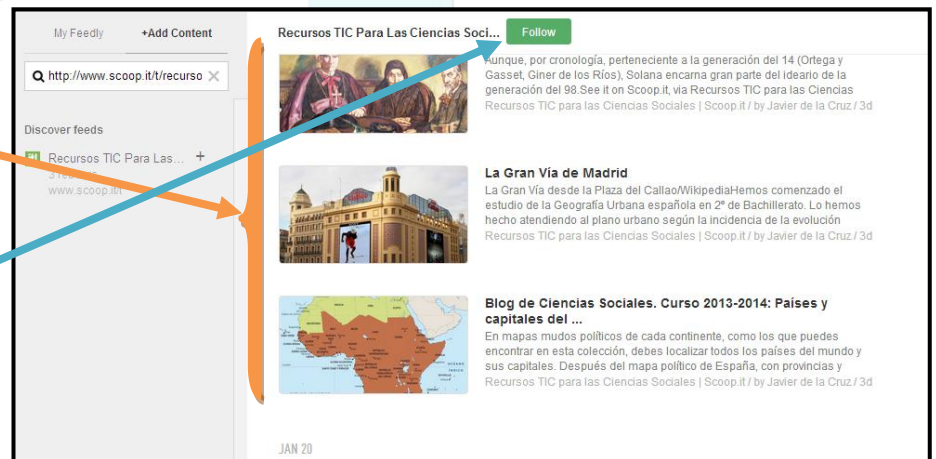 My Feedly
+Add Content
http://www.scoop.it/t/recurso
Discover feeds
Recursos TIC Para Las... +
www.scoop.it/t
Recursos TIC Para Las Ciencias Soci... Follow
Aunque, por cronología, perteneciente a la generación del 14 (Ortega y
Gasset, Giner de los Ríos), Solana encarna gran parte del ideario de la
generación del 98.See it on Scoop.it, via Recursos TIC para las Ciencias
Recursos TIC para las Ciencias Sociales | Scoop.it / by Javier de la Cruz / 3d
La Gran Vía de Madrid
La Gran Vía desde la Plaza del Callao/WikipediaHemos comenzado el
estudio de la Geografía Urbana española en 2º de Bachillerato. Lo hemos
hecho atendiendo al plano urbano según la incidencia de la evolución
Recursos TIC para las Ciencias Sociales | Scoop.it / by Javier de la Cruz / 3d
Blog de Ciencias Sociales. Curso 2013-2014: Países y
capitales del ...
En mapas mudos políticos de cada continente, como los que puedes
encontrar en esta colección, debes localizar todos los países del mundo y
sus capitales. Después del mapa político de España, con provincias y
Recursos TIC para las Ciencias Sociales | Scoop.it / by Javier de la Cruz / 3d
JAN 20